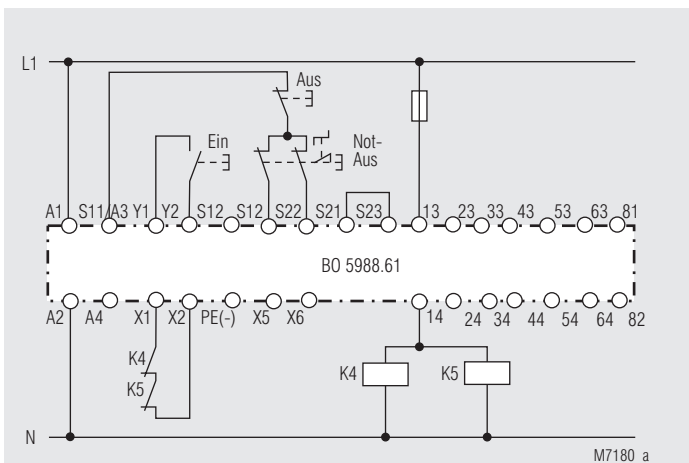 L1
Aus
Ein
Not-
Aus
A1 S11/A3 Y1 Y2 S12 S12 S22 S21 S23 13 23 33 43 53 63 81
BO 5988.61
A2 A4 X1 X2 PE(-) X5 X6 14 24 34 44 54 64 82
K4
K5
K4 K5
N
M7180_a